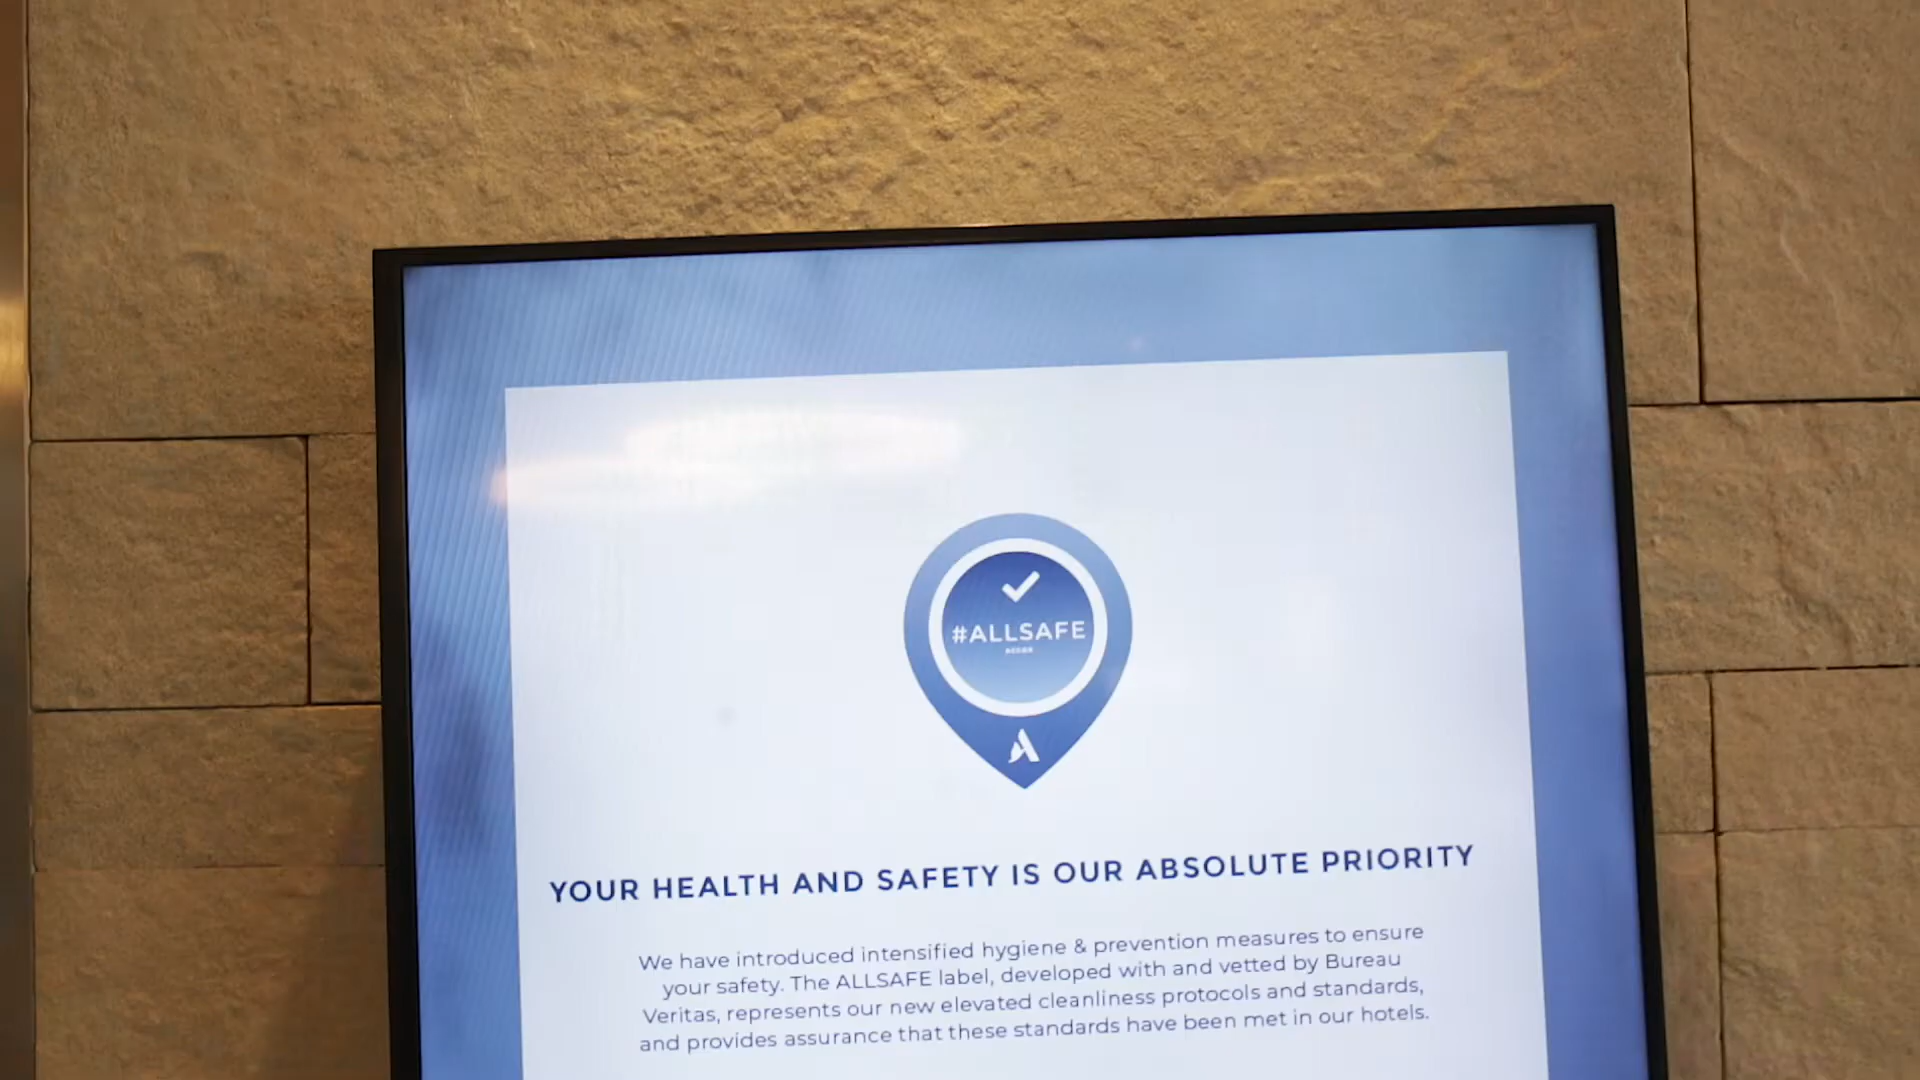 #ALLSAFE
YOUR HEALTH AND SAFETY IS OUR ABSOLUTE PRIORITY
We have introduced intensified hygiene & prevention measures to ensure
your safety. The ALLSAFE label, developed with and vetted by Bureau
Veritas, represents our new elevated cleanliness protocols and standards,
and provides assurance that these standards have been met in our hotels.